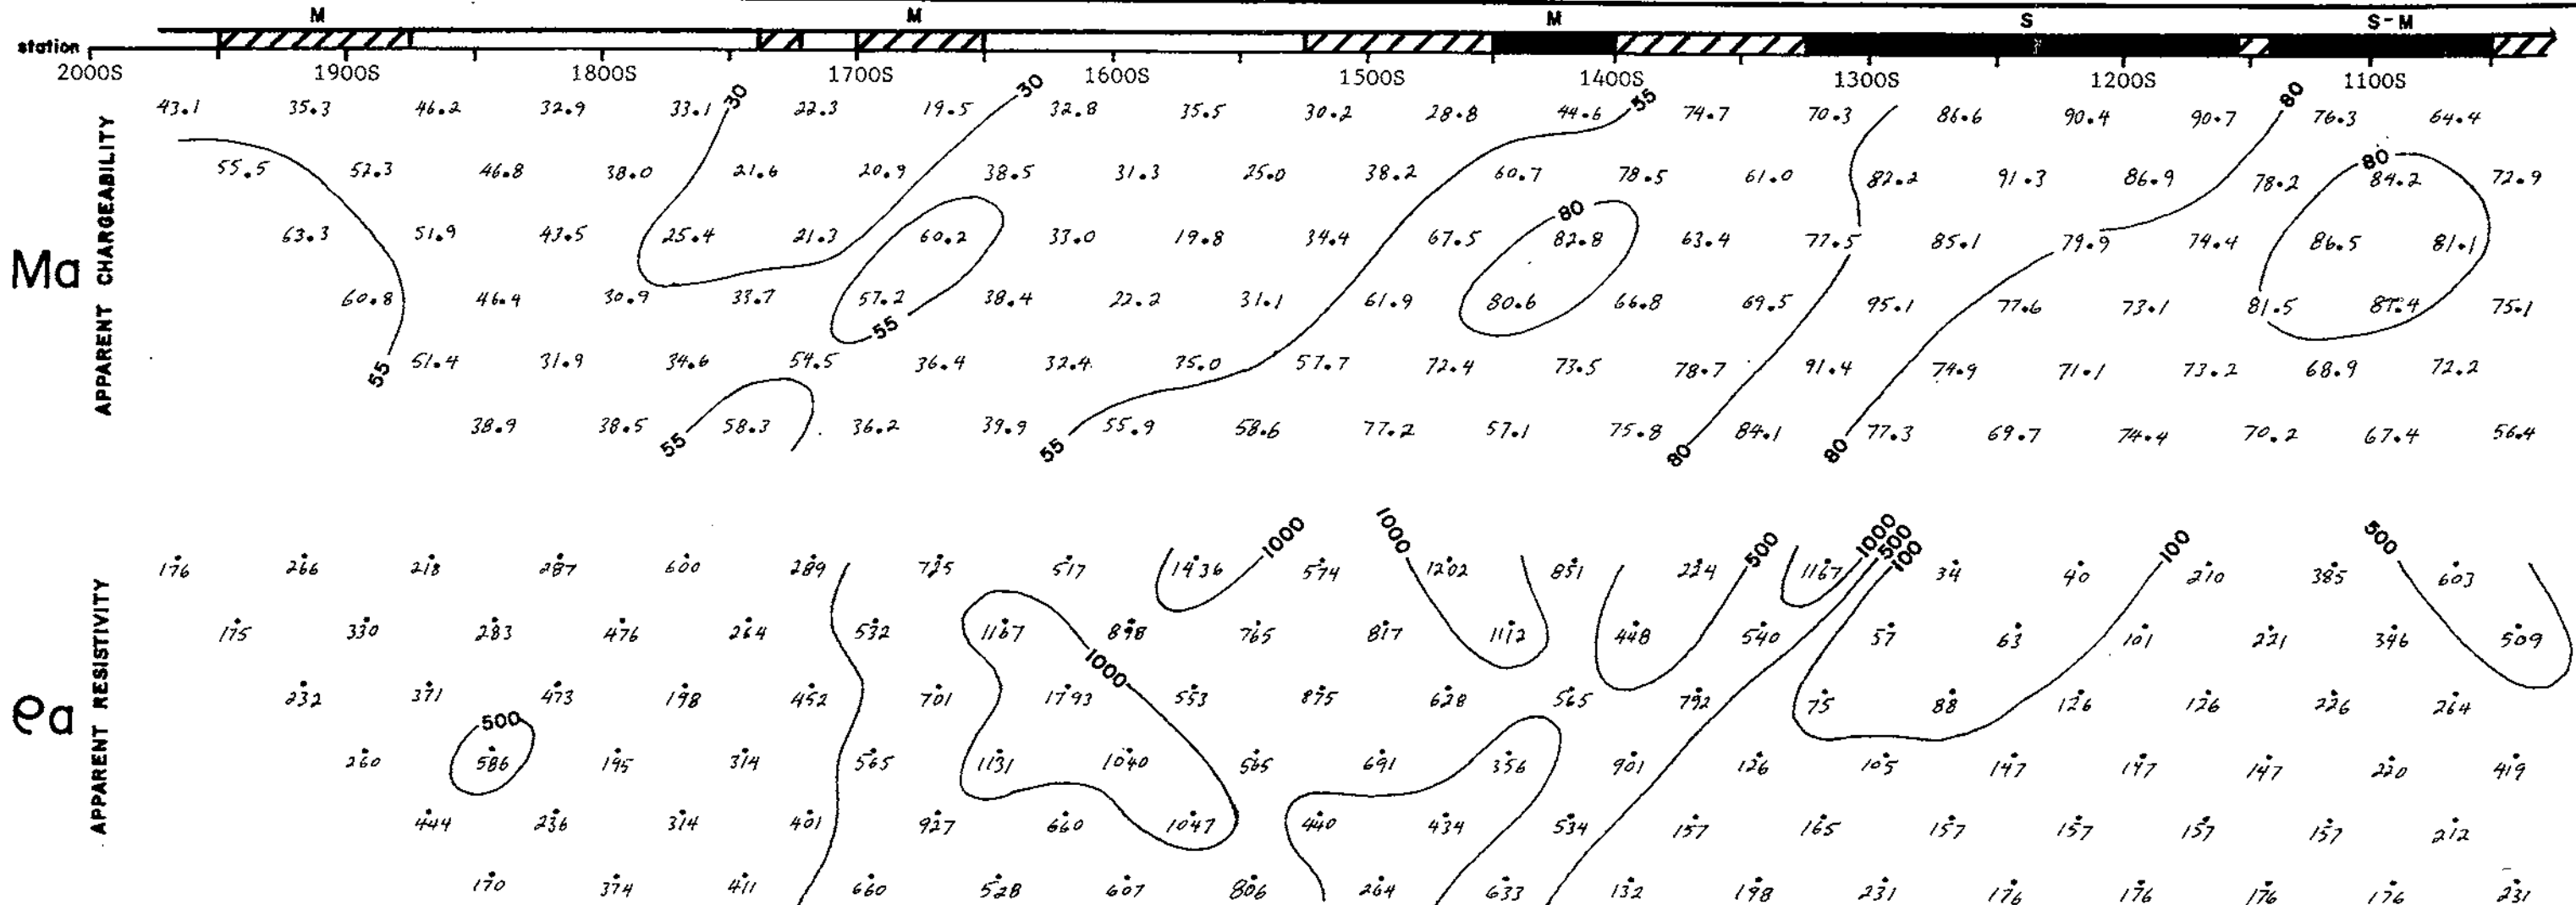 M M M S S-M
station
2000S 1900S 1800S 1700S 1600S 1500S 1400S 1300S 1200S 1100S
Ma
APPARENT CHARGEABILITY
30 30 55 80
43.1 35.3 46.2 32.9 33.1 22.3 19.5 32.8 35.5 30.2 28.8 44.6 74.7 70.3 86.6 90.4 90.7 76.3 64.4
80
55.5 52.3 46.8 38.0 21.6 20.9 38.5 31.3 25.0 38.2 60.7 78.5 61.0 82.2 91.3 86.9 78.2 84.2 72.9
80
63.3 51.9 43.5 25.4 21.3 60.2 33.0 19.8 34.4 67.5 82.8 63.4 77.5 85.1 79.9 74.4 86.5 81.1
60.8 46.4 30.9 33.7 57.2 38.4 22.2 31.1 61.9 80.6 66.8 69.5 95.1 77.6 73.1 81.5 87.4 75.1
55
55 51.4 31.9 34.6 54.5 36.4 32.4 35.0 57.7 72.4 73.5 78.7 91.4 74.9 71.1 73.2 68.9 72.2
38.9 38.5 58.3 36.2 39.9 55.9 58.6 77.2 57.1 75.8 84.1 77.3 69.7 74.4 70.2 67.4 56.4
55 55 80 80
ρa
APPARENT RESISTIVITY
1000 1000 500 1000 500 100 100 500
176 266 218 287 600 289 725 517 1436 574 1202 851 224 1167 34 40 210 385 603
175 330 283 476 264 532 1167 898 765 817 1112 448 540 57 63 101 221 346 509
1000
232 371 473 198 452 701 1793 553 875 628 565 792 75 88 126 126 226 264
500
260 586 195 314 565 1131 1040 565 691 356 901 126 105 147 147 147 220 419
444 236 314 401 927 660 1047 440 434 534 157 165 157 157 157 157 212
170 374 411 660 528 607 806 264 633 132 198 231 176 176 176 176 231